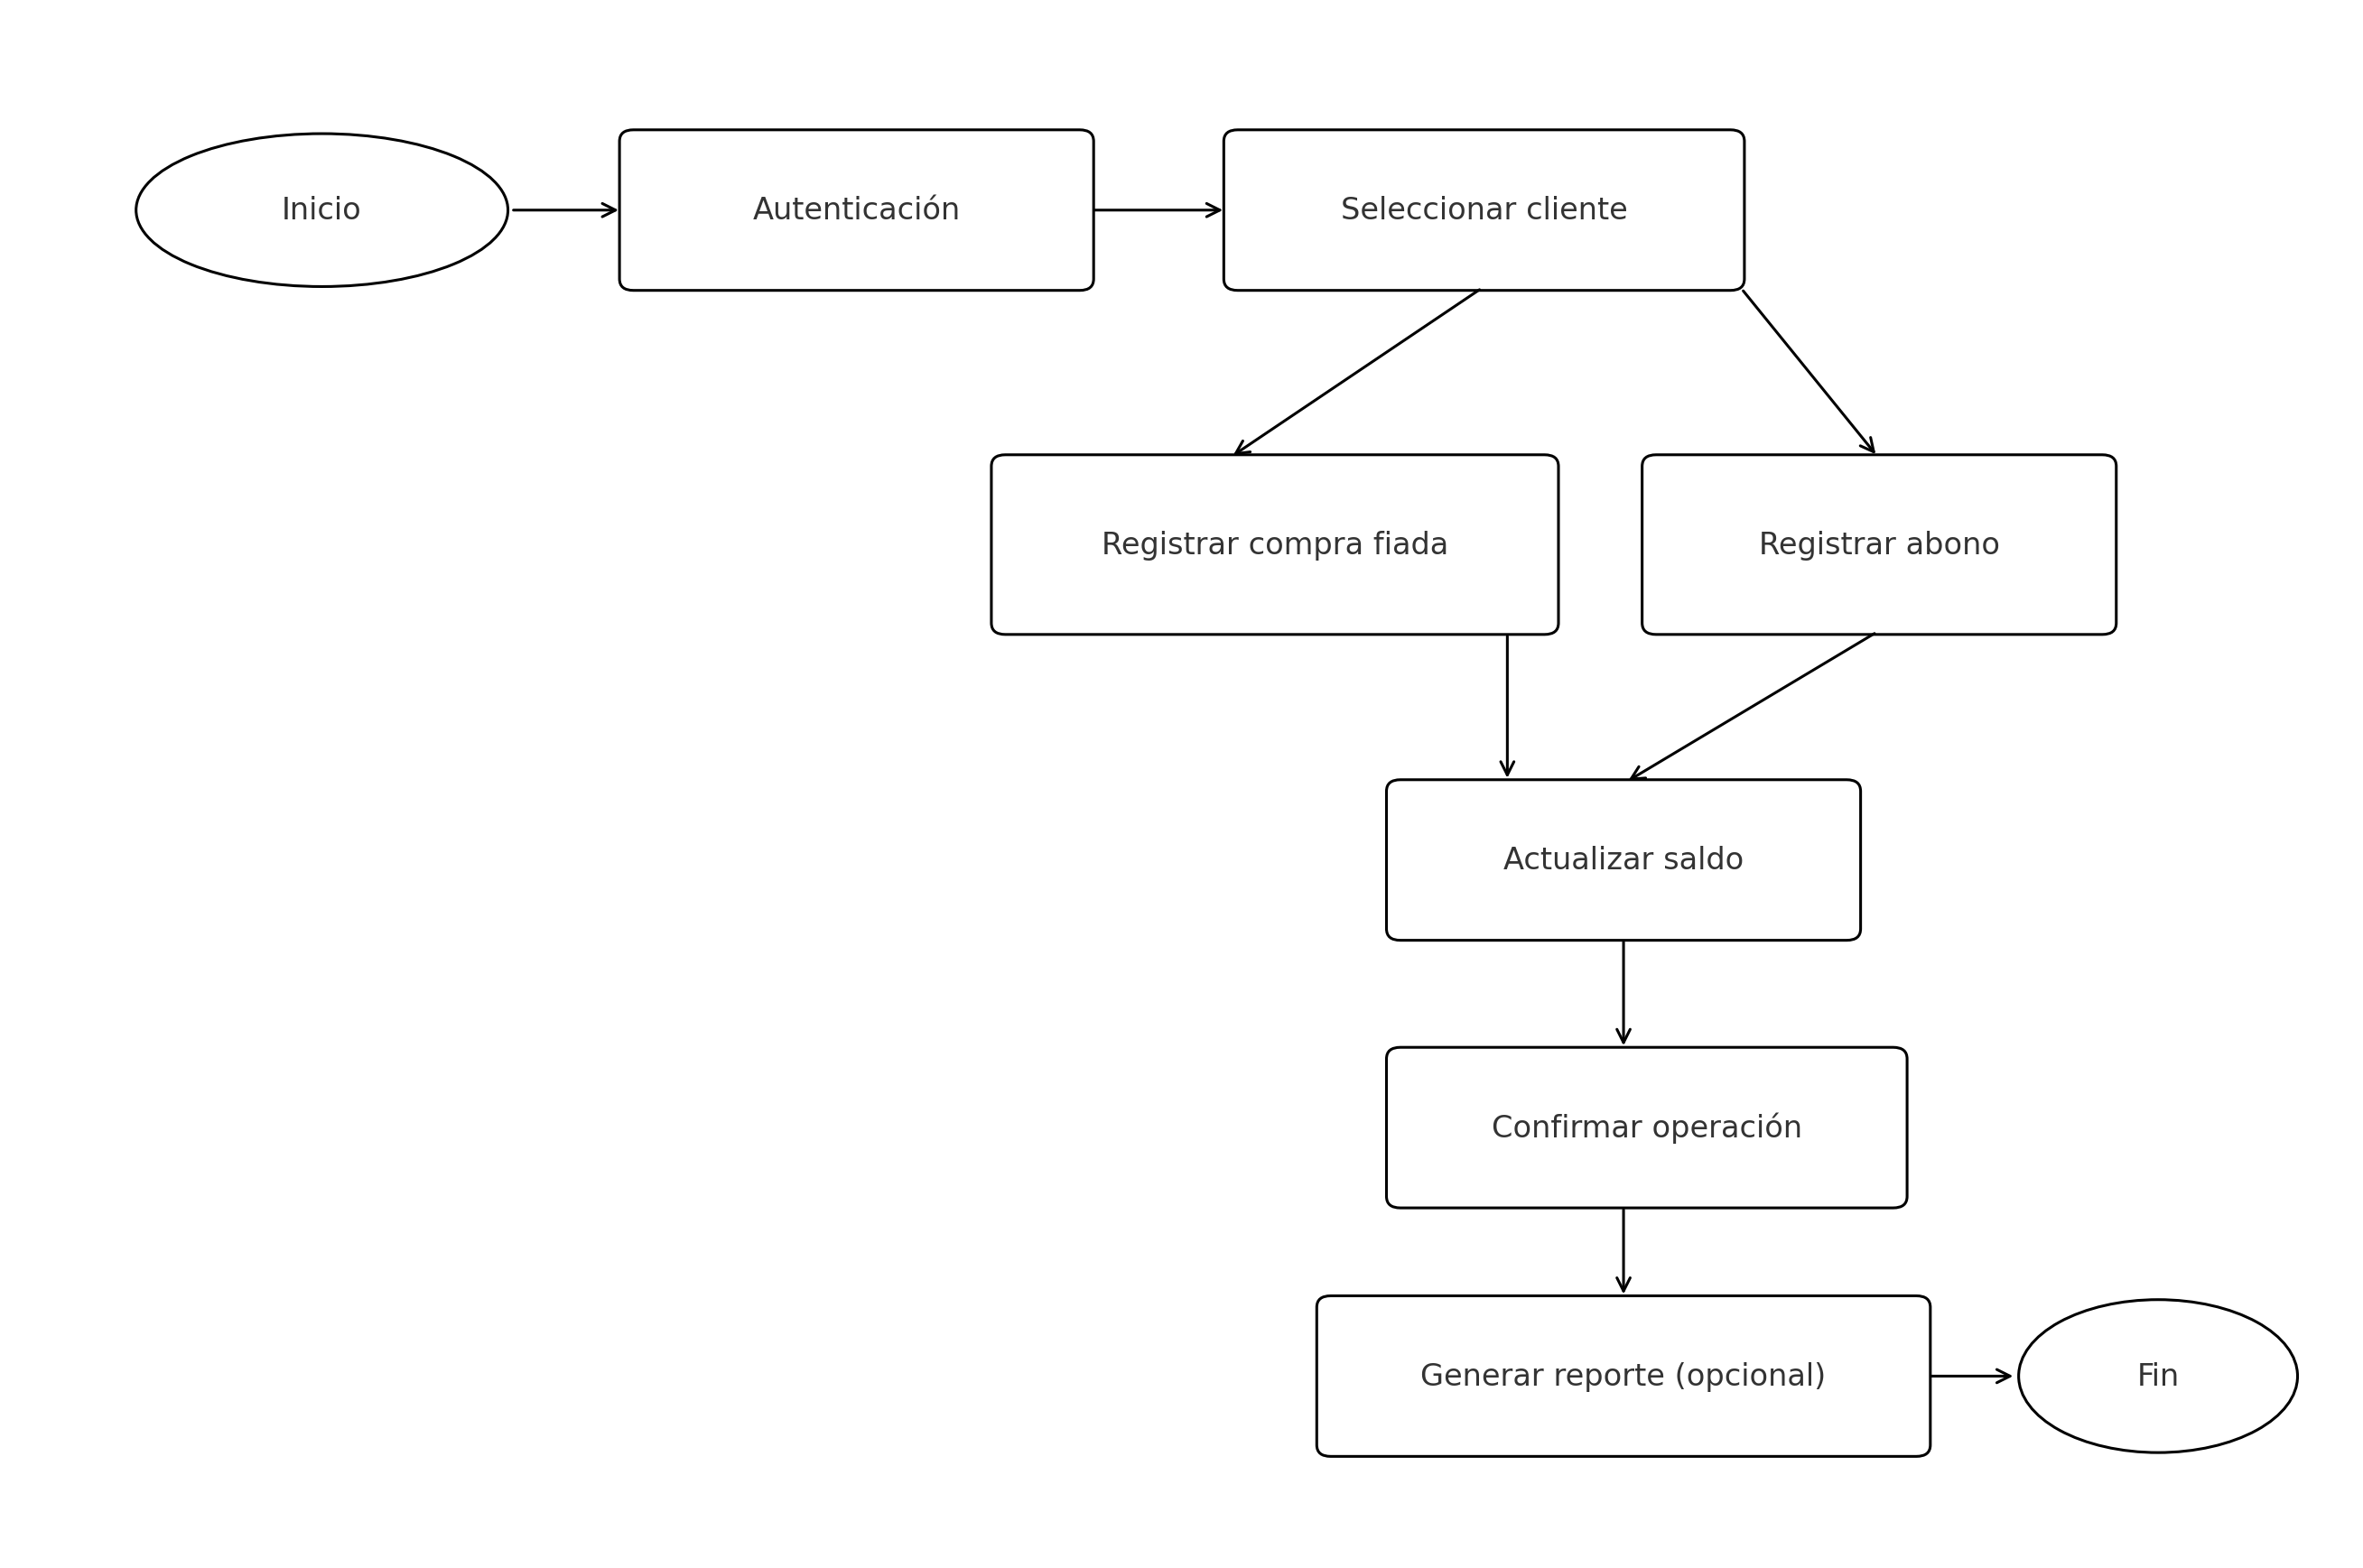 Inicio
Autenticación
Seleccionar cliente
Registrar compra fiada
Registrar abono
Actualizar saldo
Confirmar operación
Generar reporte (opcional)
Fin